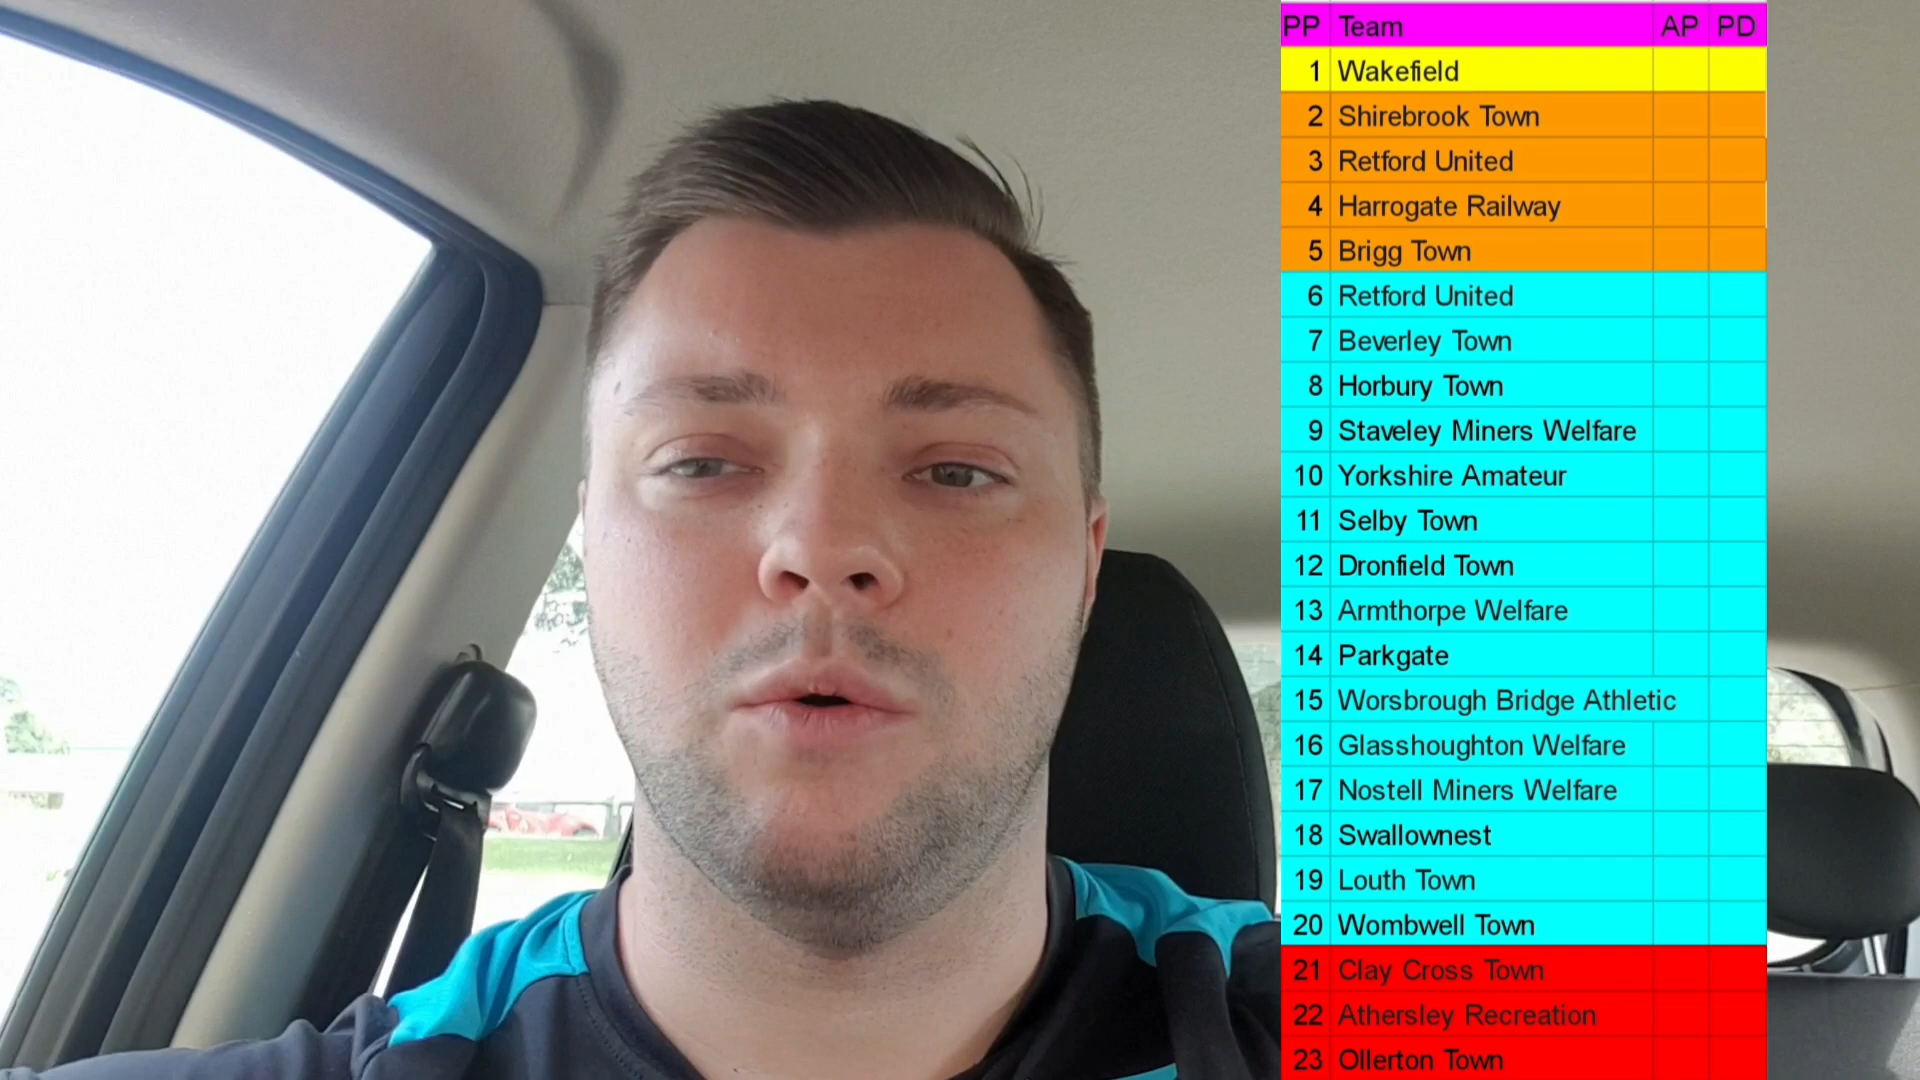 PP Team AP PD
1 Wakefield
2 Shirebrook Town
3 Retford United
4 Harrogate Railway
5 Brigg Town
6 Retford United
7 Beverley Town
8 Horbury Town
9 Staveley Miners Welfare
10 Yorkshire Amateur
11 Selby Town
12 Dronfield Town
13 Armthorpe Welfare
14 Parkgate
15 Worsbrough Bridge Athletic
16 Glasshoughton Welfare
17 Nostell Miners Welfare
18 Swallownest
19 Louth Town
20 Wombwell Town
21 Clay Cross Town
22 Athersley Recreation
23 Ollerton Town